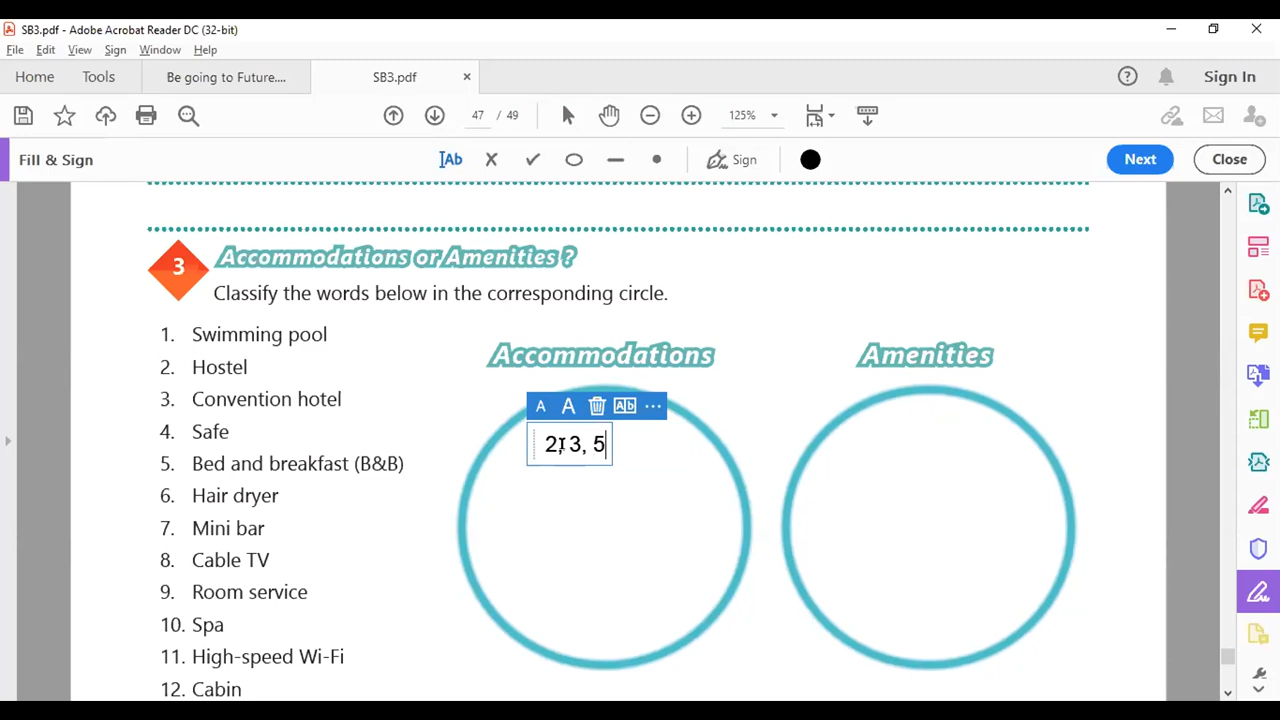 SB3.pdf - Adobe Acrobat Reader DC (32-bit)
File Edit View Sign Window Help
Home Tools Be going to Future.... SB3.pdf × Sign In
47 / 49 125%
Fill & Sign Ab Sign Next Close
3 Accommodations or Amenities ?
Classify the words below in the corresponding circle.
1. Swimming pool
2. Hostel
3. Convention hotel
4. Safe
5. Bed and breakfast (B&B)
6. Hair dryer
7. Mini bar
8. Cable TV
9. Room service
10. Spa
11. High-speed Wi-Fi
12. Cabin
Accommodations
A A Ab ...
2, 3, 5
Amenities